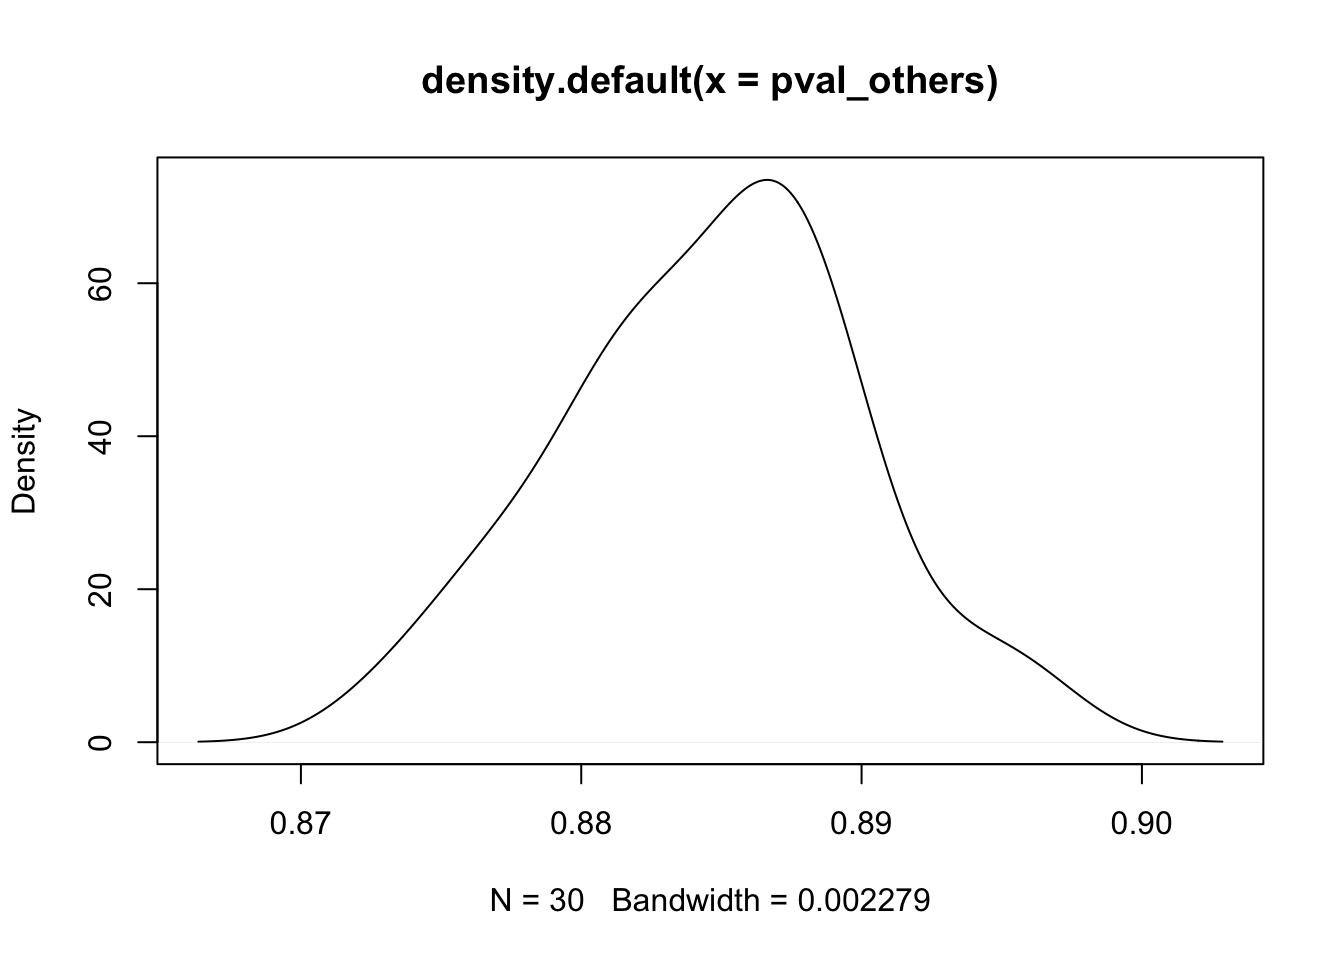 density.default(x = pval_others)
Density
60
40
20
0
0.87 0.88 0.89 0.90
N = 30 Bandwidth = 0.002279